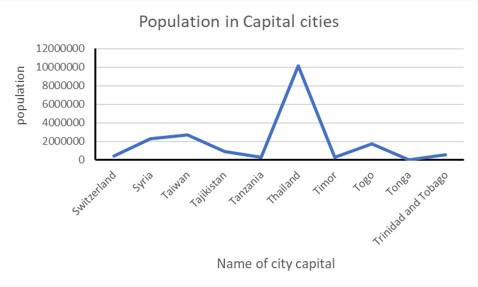 Population in Capital cities
population
12000000
10000000
8000000
6000000
4000000
2000000
0
Switzerland
Syria
Taiwan
Tajikistan
Tanzania
Thailand
Timor
Togo
Tonga
Trinidad and Tobago
Name of city capital